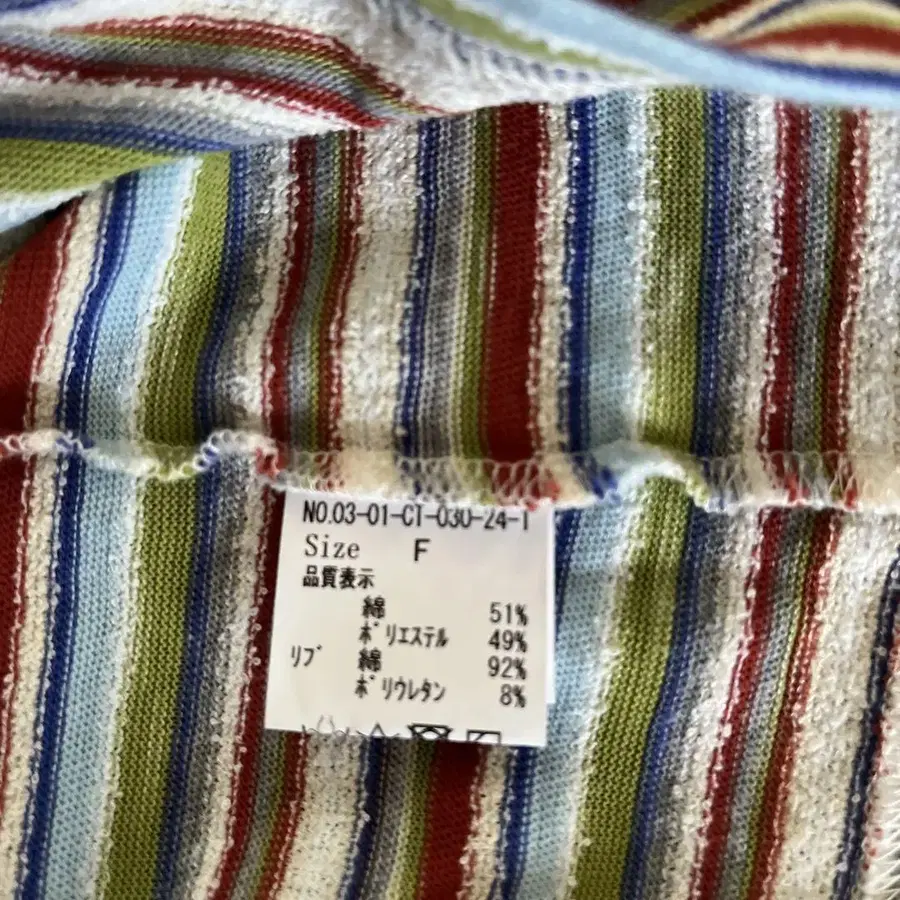 NO.03-01-CT-030-24-1
Size F
品質表示
綿 51%
ポリエステル 49%
リブ 綿 92%
ポリウレタン 8%